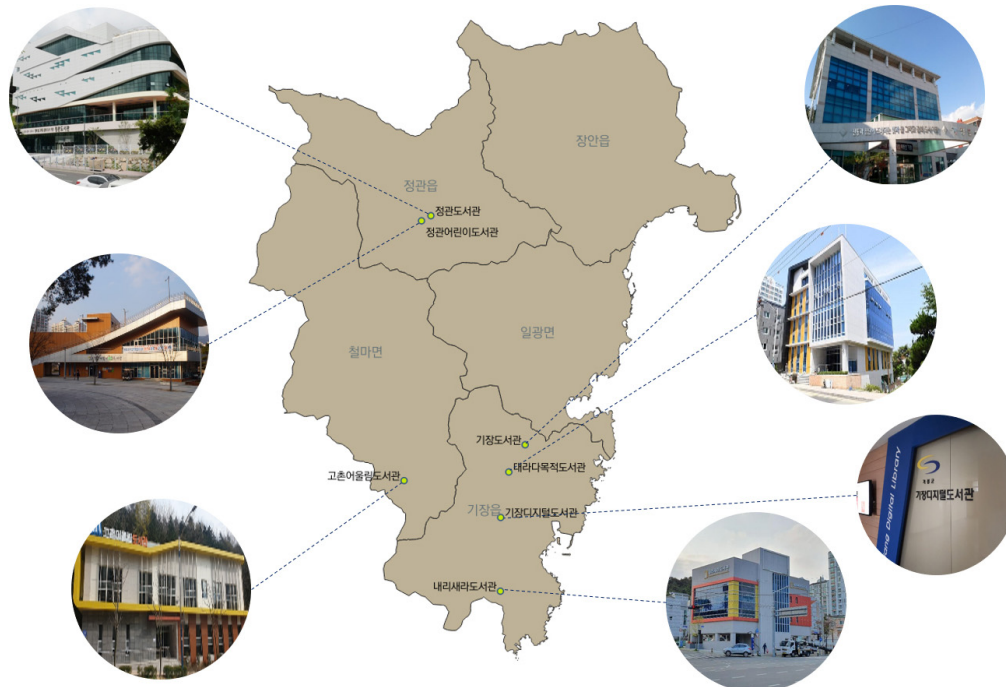 장안읍
정관읍
정관도서관
정관어린이도서관
일광면
철마면
기장도서관
태라다목적도서관
고촌어울림도서관
기장읍
기장디지털도서관
내리새라도서관
기장디지털도서관
ang Digital Library